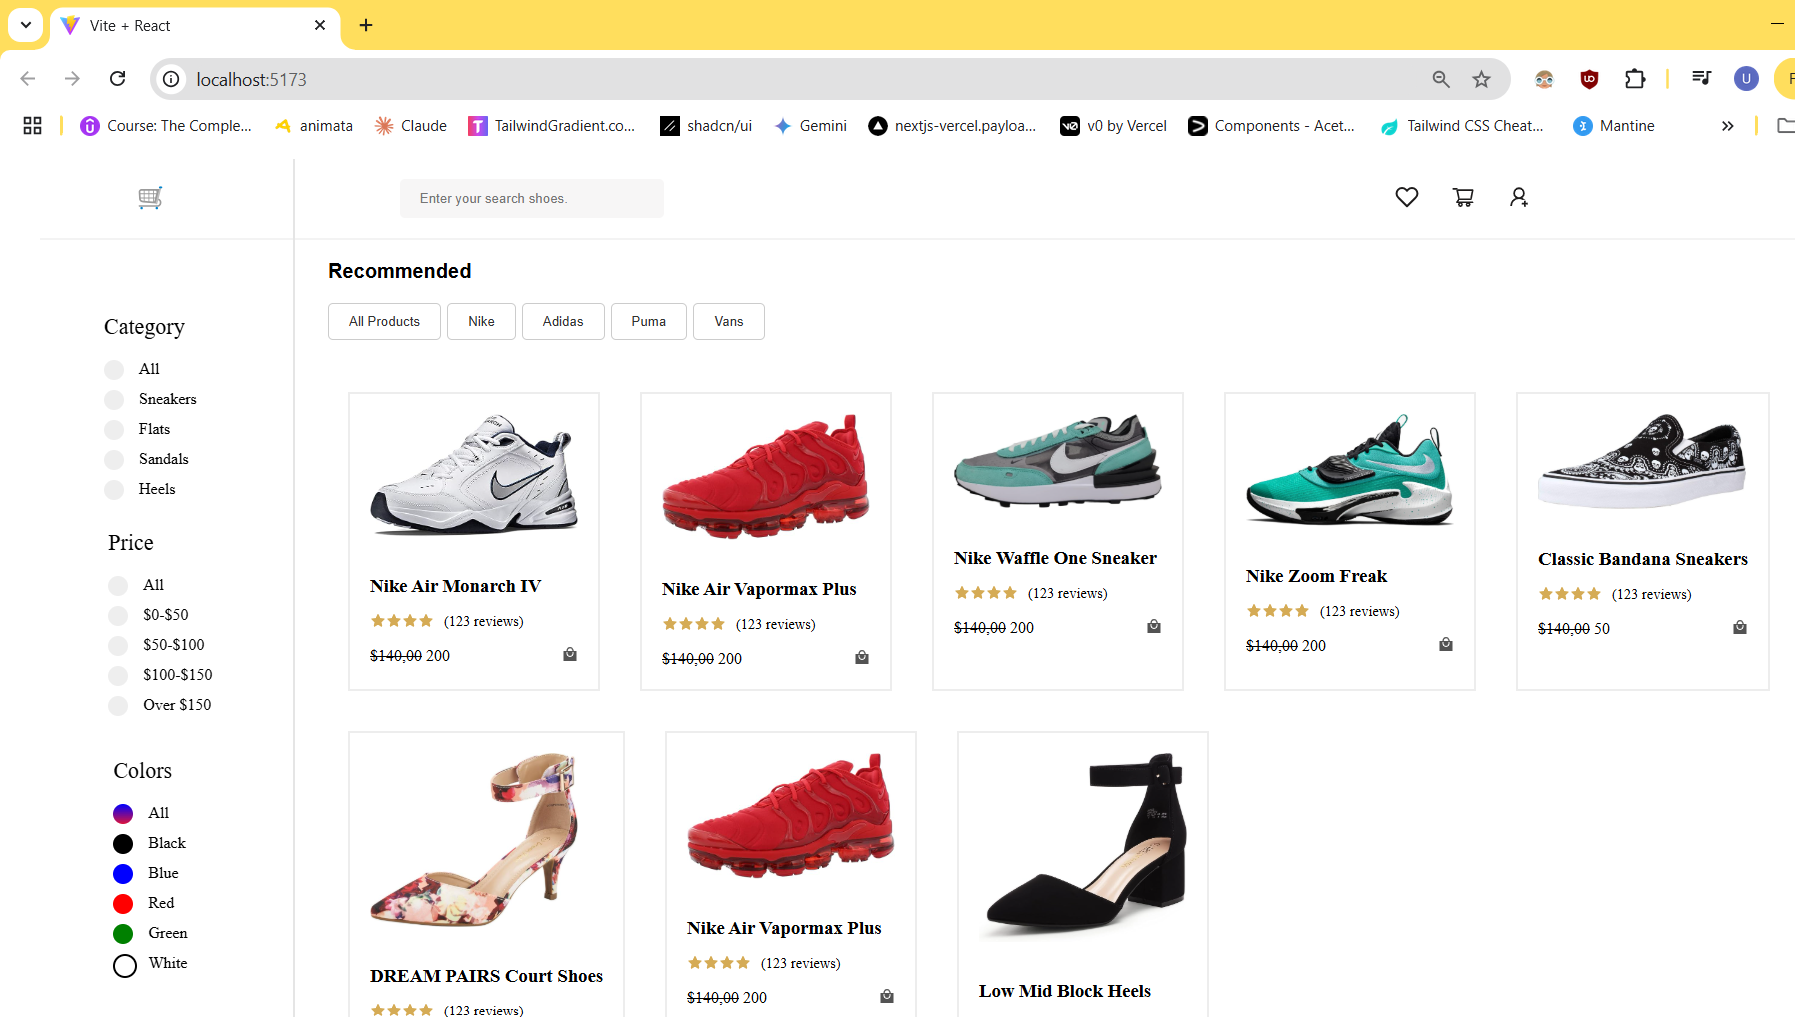 Vite + React
localhost:5173
U
Course: The Comple...
animata
Claude
TailwindGradient.co...
shadcn/ui
Gemini
nextjs-vercel.payloa...
v0 by Vercel
Components - Acet...
Tailwind CSS Cheat...
Mantine
Enter your search shoes.
Recommended
All Products
Nike
Adidas
Puma
Vans
Category
All
Sneakers
Flats
Sandals
Heels
Price
All
$0-$50
$50-$100
$100-$150
Over $150
Colors
All
Black
Blue
Red
Green
White
Nike Air Monarch IV
(123 reviews)
$140,00 200
Nike Air Vapormax Plus
(123 reviews)
$140,00 200
Nike Waffle One Sneaker
(123 reviews)
$140,00 200
Nike Zoom Freak
(123 reviews)
$140,00 200
Classic Bandana Sneakers
(123 reviews)
$140,00 50
DREAM PAIRS Court Shoes
(123 reviews)
Nike Air Vapormax Plus
(123 reviews)
$140,00 200
Low Mid Block Heels